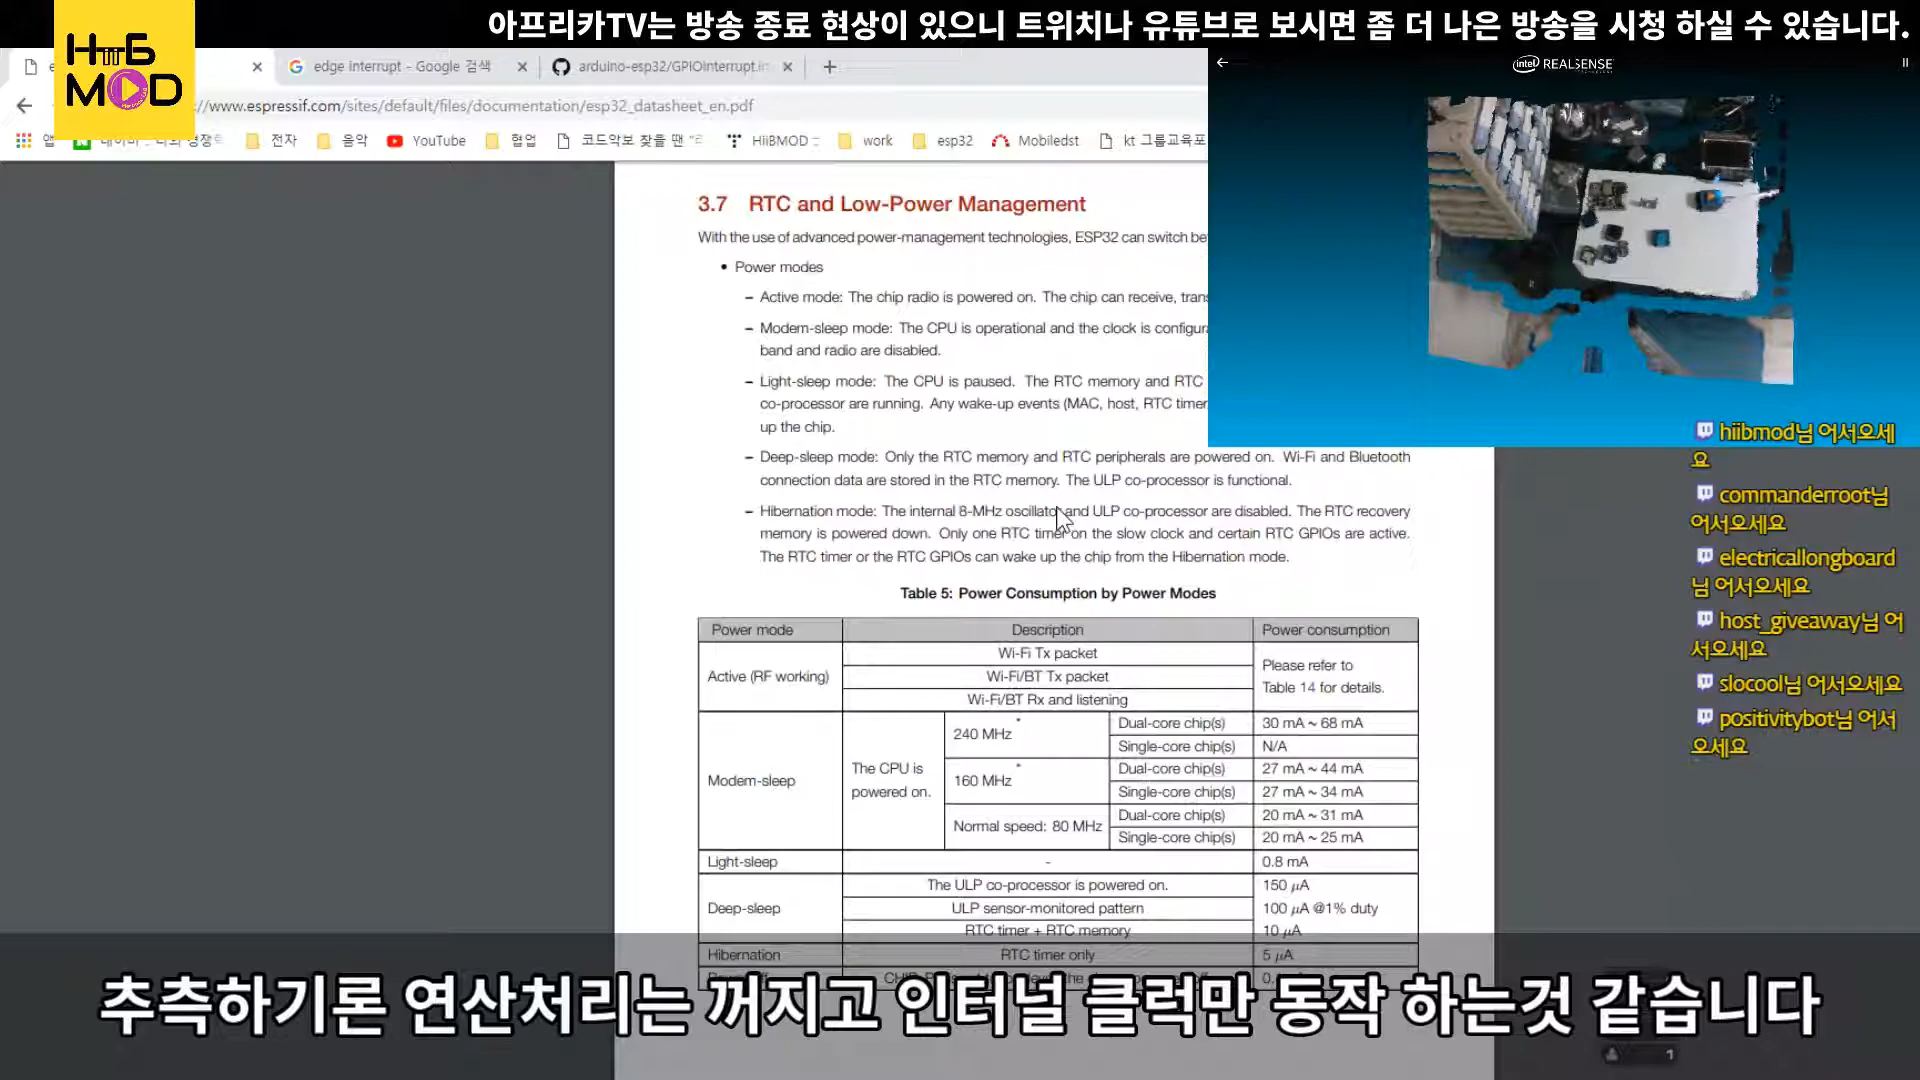 아프리카TV는 방송 종료 현상이 있으니 트위치나 유튜브로 보시면 좀 더 나은 방송을 시청 하실 수 있습니다.
HiiB
MOD
edge interrupt - Google 검색
arduino-esp32/GPIOInterrupt.in
//www.espressif.com/sites/default/files/documentation/esp32_datasheet_en.pdf
앱
전자
음악
YouTube
협업
코드악보 찾을 땐
HiiBMOD
work
esp32
Mobiledst
kt 그룹교육포
intel REALSENSE
3.7 RTC and Low-Power Management
With the use of advanced power-management technologies, ESP32 can switch be
• Power modes
– Active mode: The chip radio is powered on. The chip can receive, tran
– Modem-sleep mode: The CPU is operational and the clock is configura
band and radio are disabled.
– Light-sleep mode: The CPU is paused. The RTC memory and RTC
co-processor are running. Any wake-up events (MAC, host, RTC timer,
up the chip.
– Deep-sleep mode: Only the RTC memory and RTC peripherals are powered on. Wi-Fi and Bluetooth
connection data are stored in the RTC memory. The ULP co-processor is functional.
– Hibernation mode: The internal 8-MHz oscillator and ULP co-processor are disabled. The RTC recovery
memory is powered down. Only one RTC timer on the slow clock and certain RTC GPIOs are active.
The RTC timer or the RTC GPIOs can wake up the chip from the Hibernation mode.
Table 5: Power Consumption by Power Modes
Power mode Description Power consumption
Active (RF working) Wi-Fi Tx packet Please refer to Table 14 for details.
Wi-Fi/BT Tx packet
Wi-Fi/BT Rx and listening
Modem-sleep The CPU is powered on. 240 MHz * Dual-core chip(s) 30 mA ~ 68 mA
Single-core chip(s) N/A
160 MHz * Dual-core chip(s) 27 mA ~ 44 mA
Single-core chip(s) 27 mA ~ 34 mA
Normal speed: 80 MHz Dual-core chip(s) 20 mA ~ 31 mA
Single-core chip(s) 20 mA ~ 25 mA
Light-sleep - 0.8 mA
Deep-sleep The ULP co-processor is powered on. 150 μA
ULP sensor-monitored pattern 100 μA @1% duty
RTC timer + RTC memory 10 μA
Hibernation RTC timer only 5 μA
hiibmod님 어서오세
요
commanderroot님
어서오세요
electricallongboard
님 어서오세요
host_giveaway님 어
서오세요
slocool님 어서오세요
p0sitivitybot님 어서
오세요
추측하기론 연산처리는 꺼지고 인터널 클럭만 동작 하는것 같습니다
1